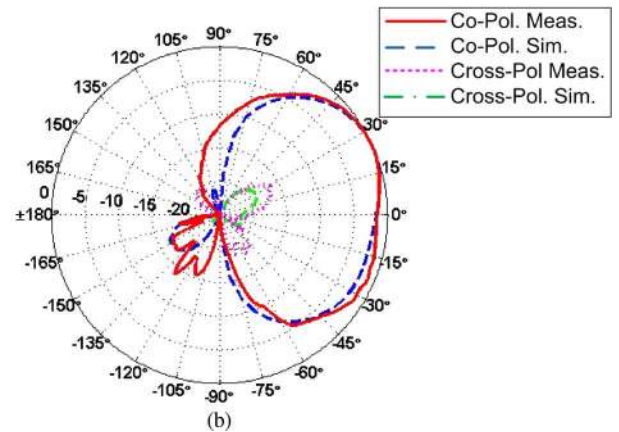 Co-Pol. Meas.
Co-Pol. Sim.
Cross-Pol Meas.
Cross-Pol. Sim.
90°
105° 75°
120° 60°
135° 45°
150° 30°
165° 15°
0 -5 -10 -15 -20
±180° 0°
-165° -15°
-150° -30°
-135° -45°
-120° -60°
-105° -75°
-90°
(b)